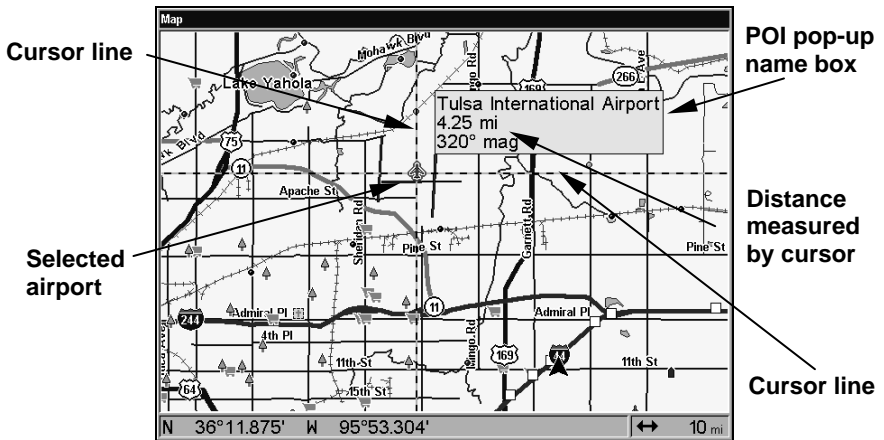 Map
Cursor line
POI pop-up
name box
Mohawk Blvd
Lake Yahola
266
169
Tulsa International Airport
4.25 mi
320° mag
75
11
Apache St
Sheridan Rd
Garnett Rd
Distance
measured
by cursor
Selected
airport
Pine St
Pine St
11
Admiral Pl
Admiral Pl
244
4th Pl
Mingo Rd
169
44
11th St
11th St
15th St
64
Cursor line
N 36°11.875' W 95°53.304'
↔ 10 mi